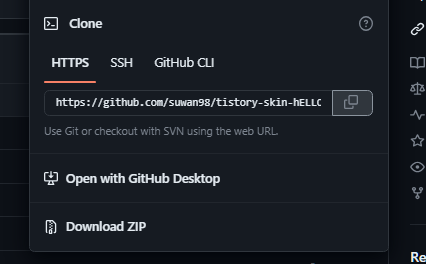 Clone
HTTPS SSH GitHub CLI
https://github.com/suwan98/tistory-skin-hELLO
Use Git or checkout with SVN using the web URL.
Open with GitHub Desktop
Download ZIP
Re